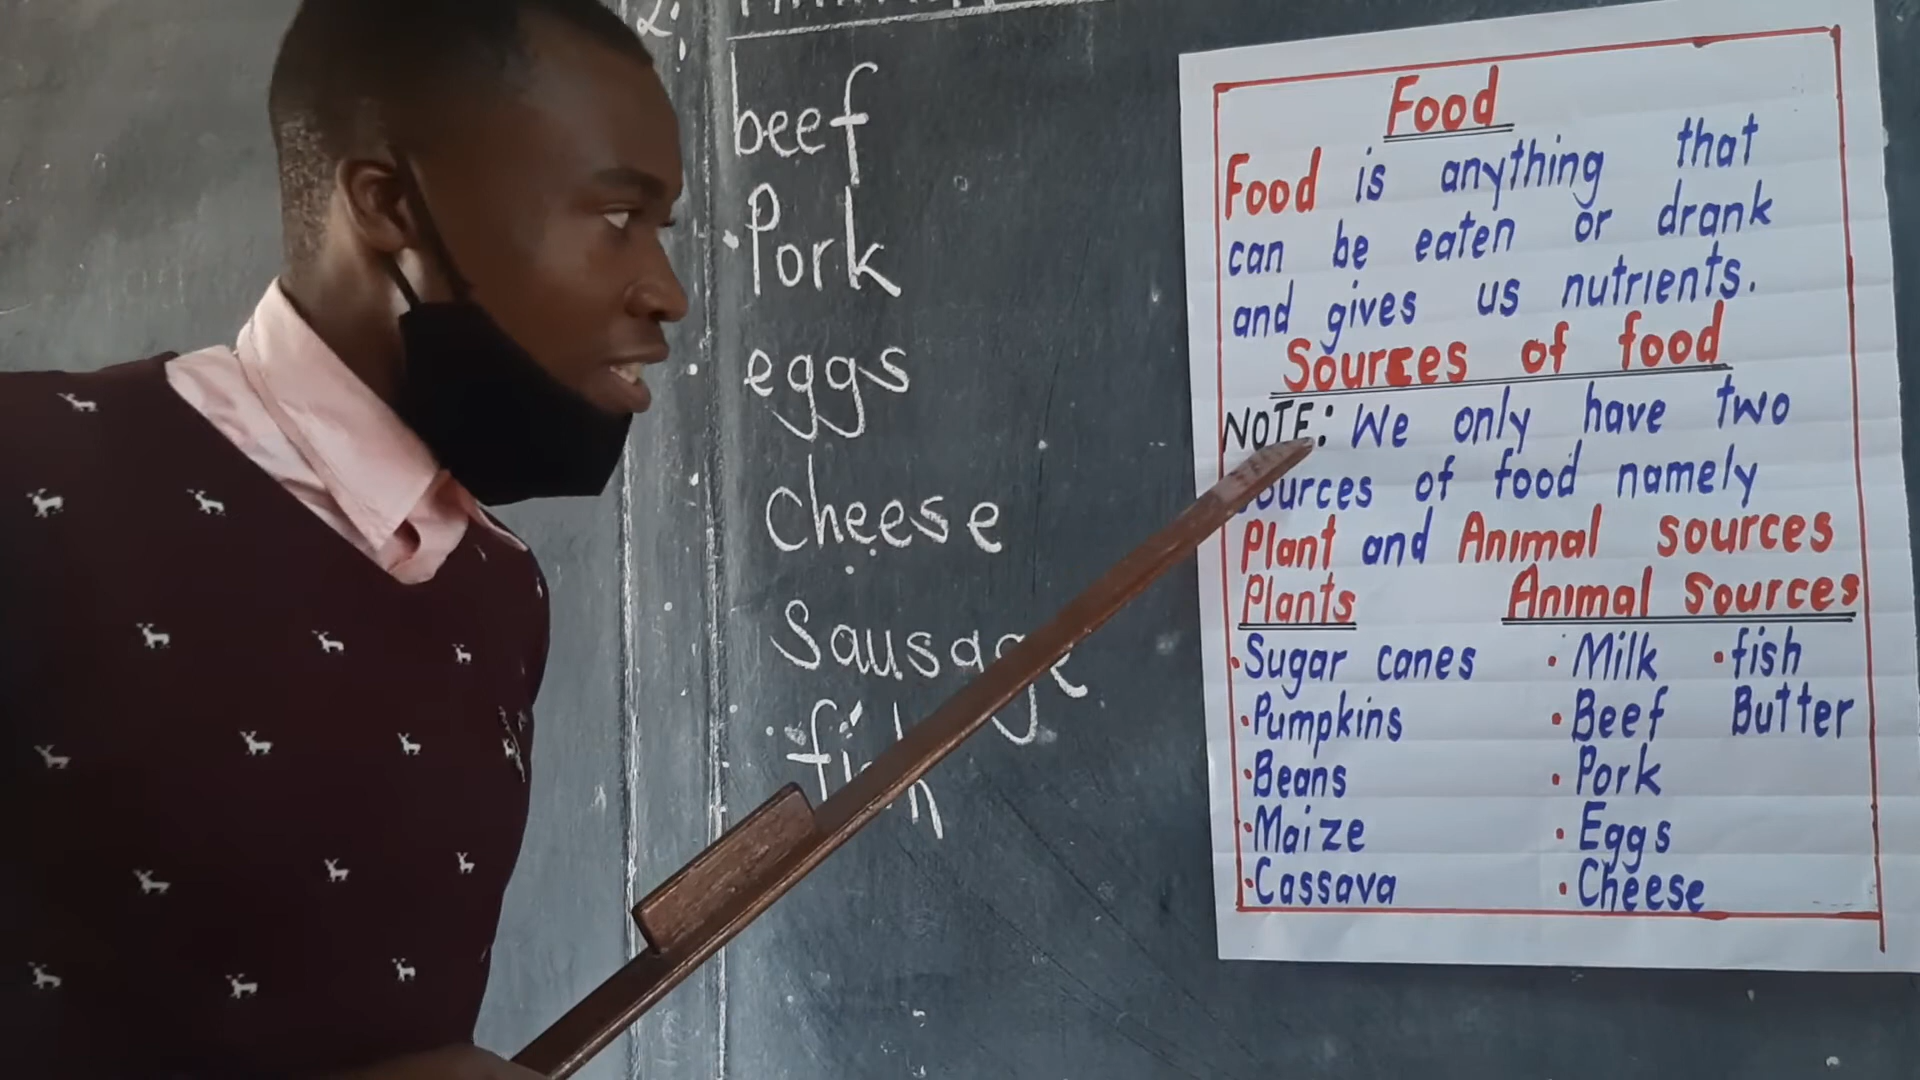 2.
beef
Pork
eggs
Cheese
Sausage
fish
Food
Food is anything that
can be eaten or drank
and gives us nutrients.
Sources of food
NOTE: We only have two
sources of food namely
Plant and Animal sources
Plants Animal Sources
•Sugar canes •Milk •fish
•Pumpkins •Beef Butter
•Beans •Pork
•Maize •Eggs
•Cassava •Cheese